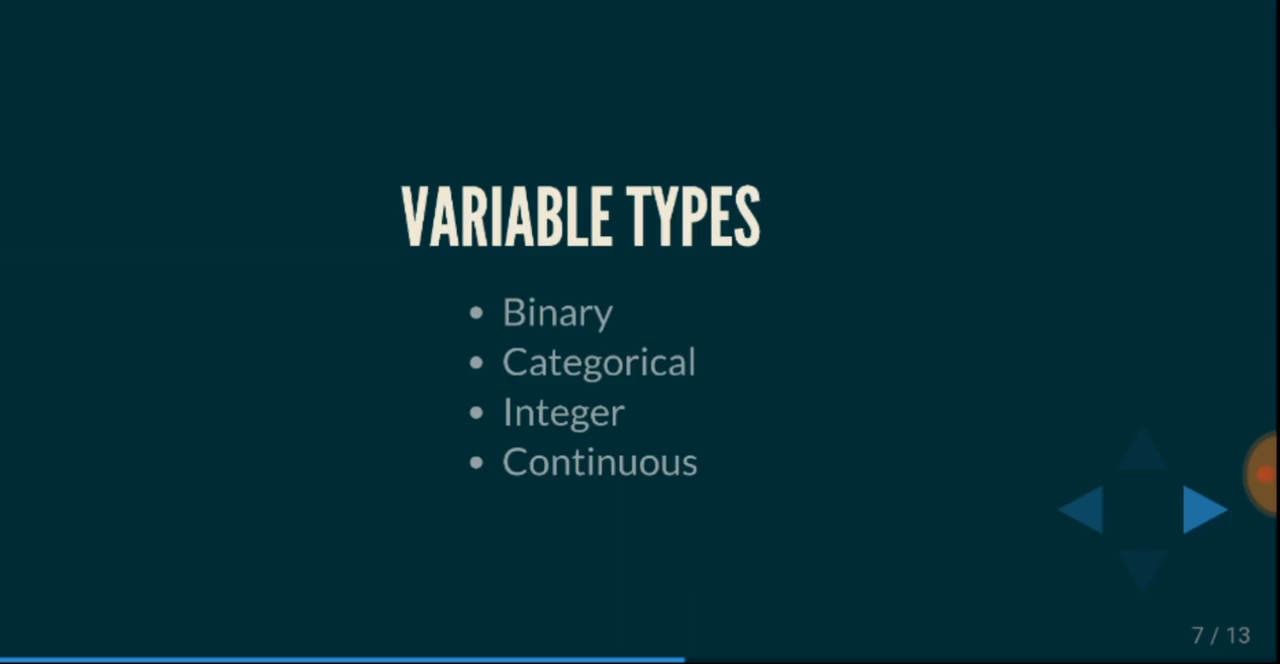 VARIABLE TYPES
Binary
Categorical
Integer
Continuous
7 / 13